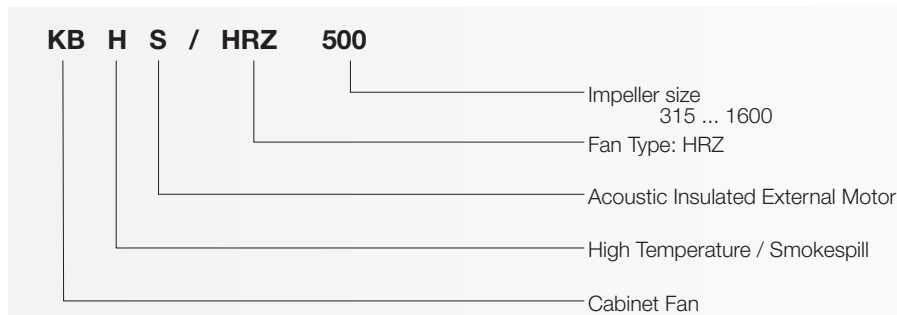 KB H S / HRZ 500
Impeller size
315 ... 1600
Fan Type: HRZ
Acoustic Insulated External Motor
High Temperature / Smokespill
Cabinet Fan